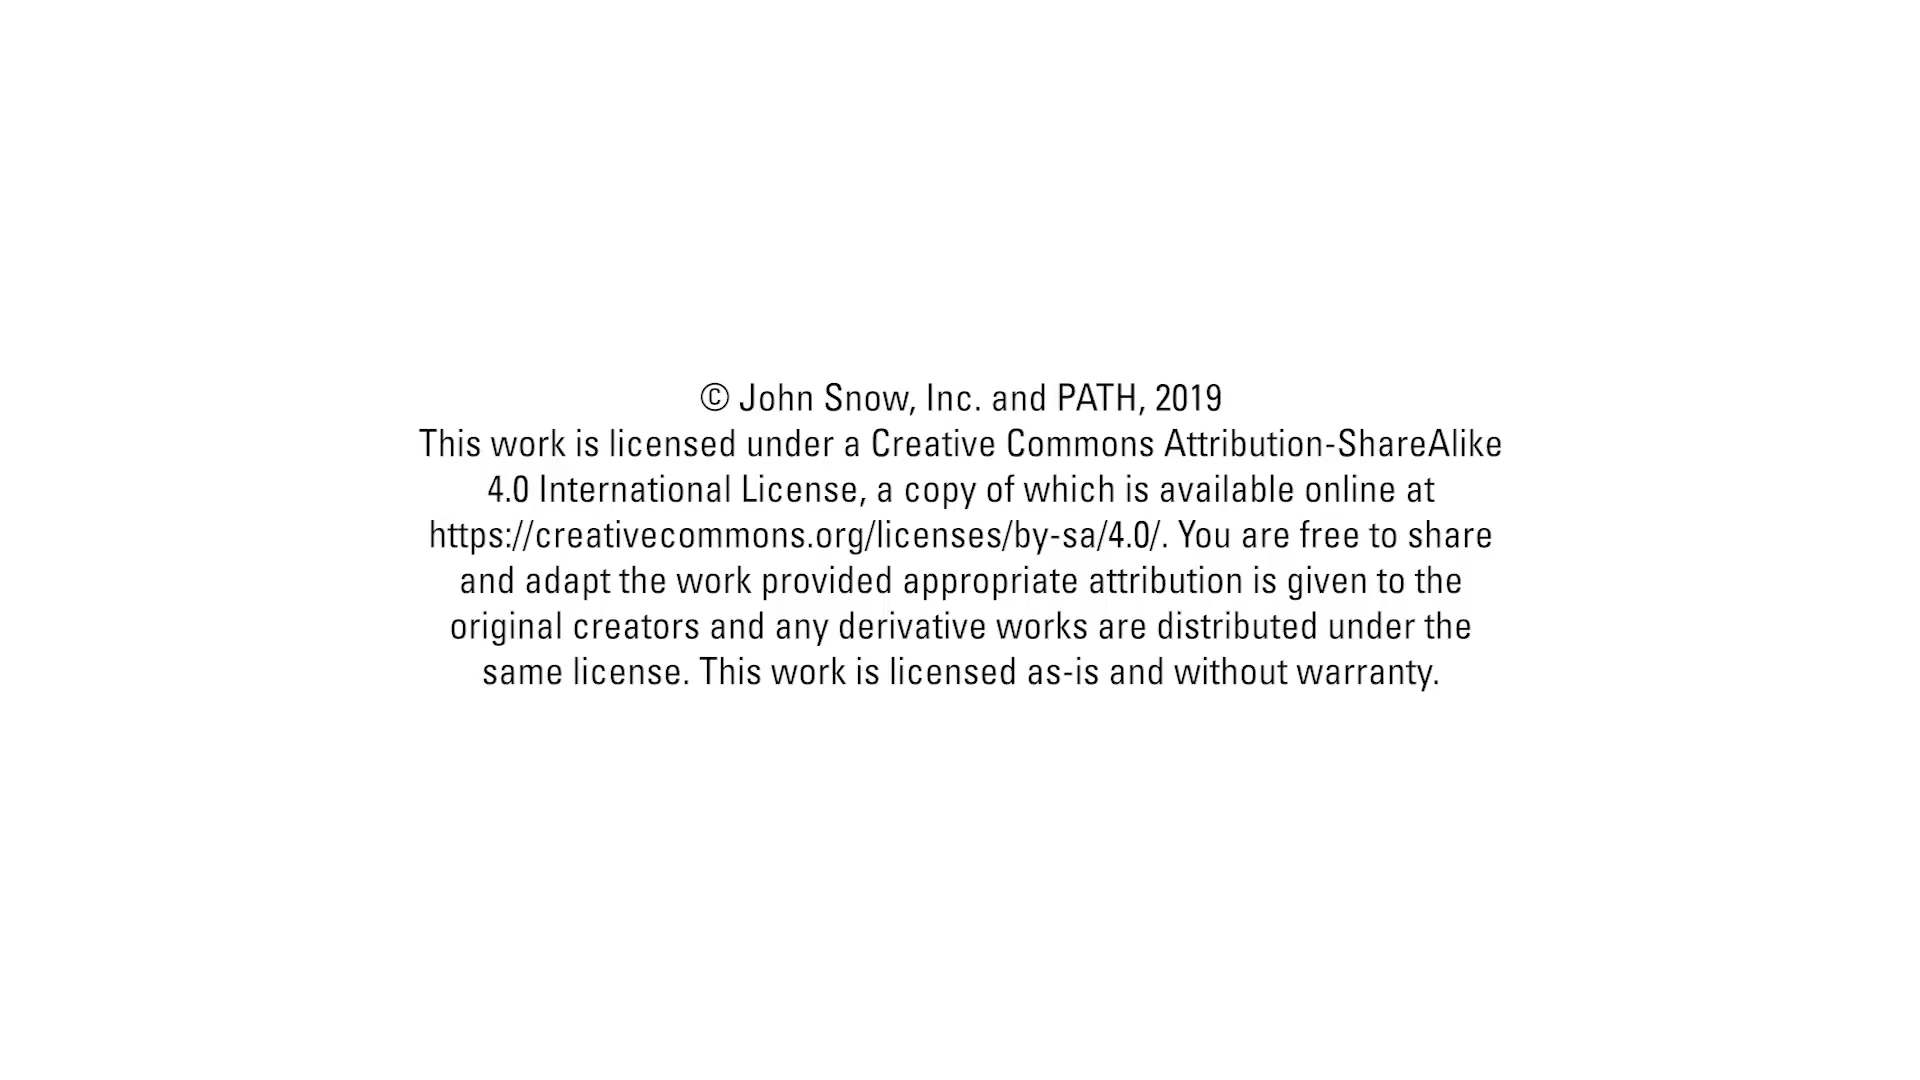 © John Snow, Inc. and PATH, 2019
This work is licensed under a Creative Commons Attribution-ShareAlike
4.0 International License, a copy of which is available online at
https://creativecommons.org/licenses/by-sa/4.0/. You are free to share
and adapt the work provided appropriate attribution is given to the
original creators and any derivative works are distributed under the
same license. This work is licensed as-is and without warranty.